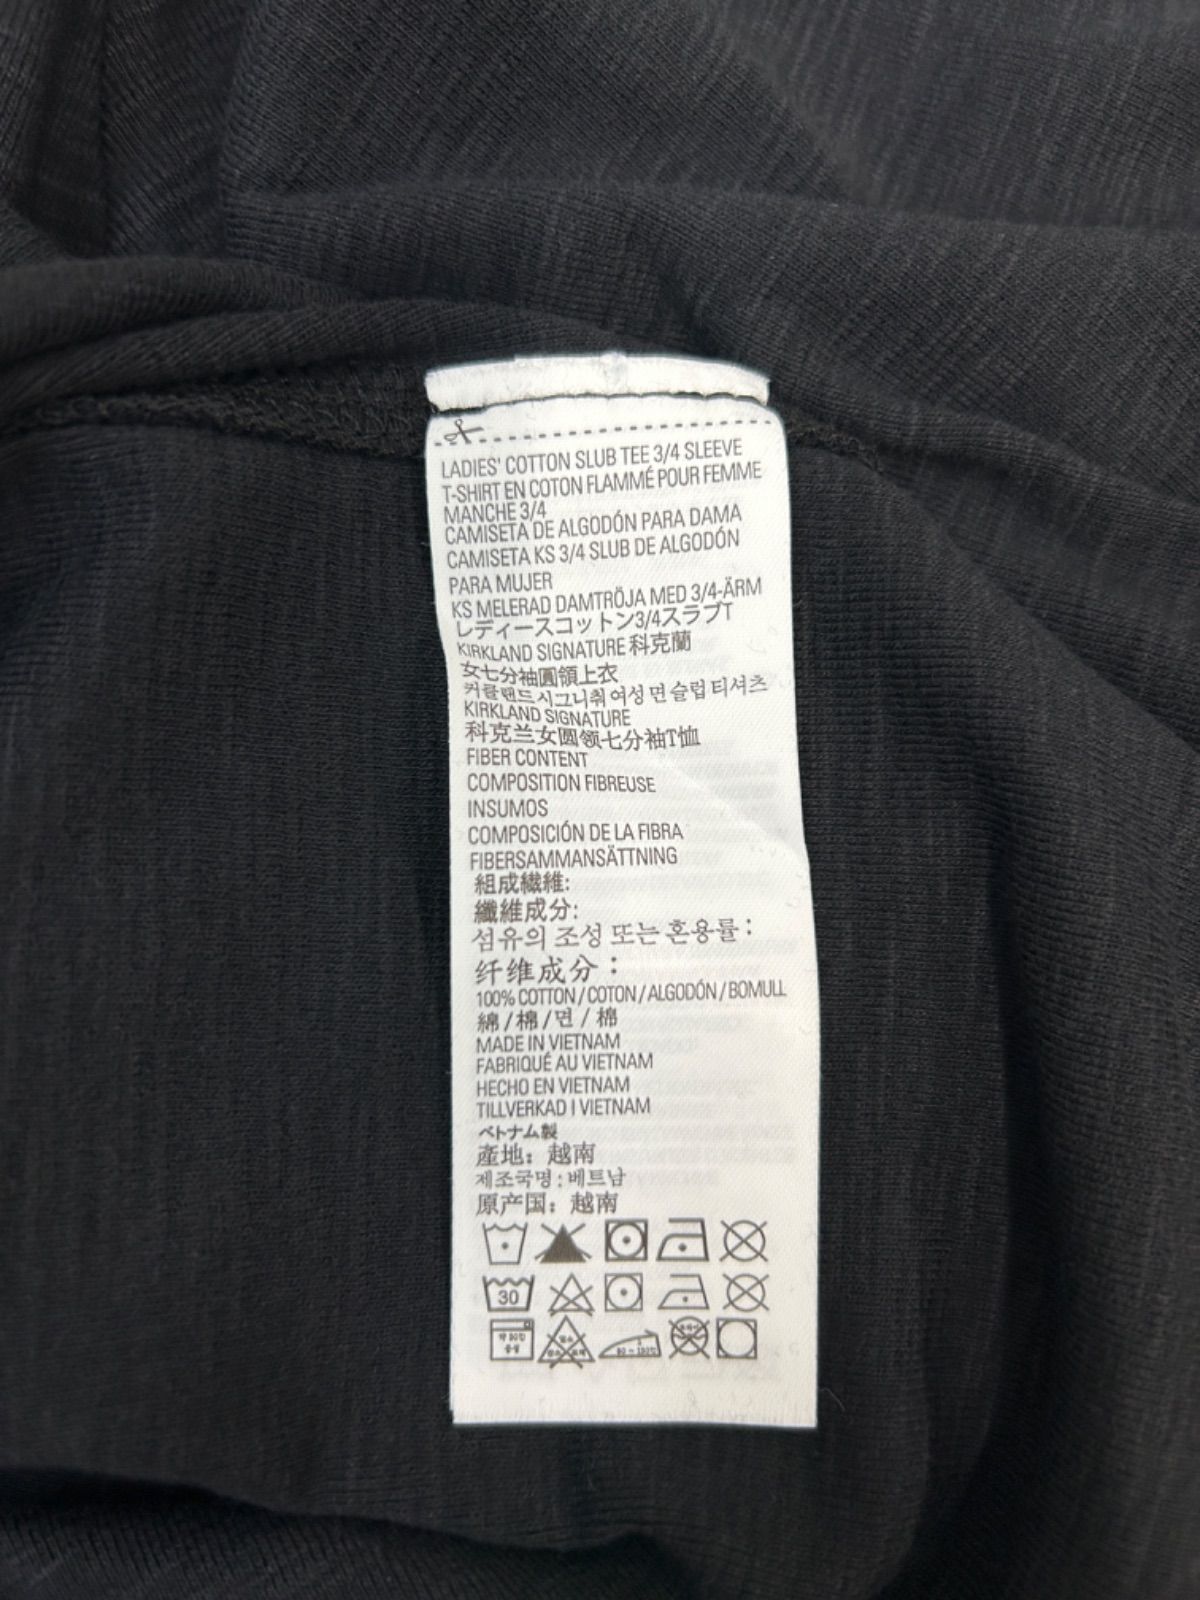 LADIES' COTTON SLUB TEE 3/4 SLEEVE
T-SHIRT EN COTON FLAMMÉ POUR FEMME
MANCHE 3/4
CAMISETA DE ALGODÓN PARA DAMA
CAMISETA KS 3/4 SLUB DE ALGODÓN
PARA MUJER
KS MELERAD DAMTRÖJA MED 3/4-ÄRM
レディースコットン3/4スラブT
KIRKLAND SIGNATURE 科克蘭
女七分袖圓領上衣
커클랜드 시그니춰 여성 면 슬럽 티셔츠
KIRKLAND SIGNATURE
科克兰女圆领七分袖T恤
FIBER CONTENT
COMPOSITION FIBREUSE
INSUMOS
COMPOSICIÓN DE LA FIBRA
FIBERSAMMANSÄTTNING
組成繊維:
纖維成分:
섬유의 조성 또는 혼용률:
纤维成分:
100% COTTON / COTON / ALGODÓN / BOMULL
綿 / 棉 / 면 / 棉
MADE IN VIETNAM
FABRIQUÉ AU VIETNAM
HECHO EN VIETNAM
TILLVERKAD I VIETNAM
ベトナム製
產地: 越南
제조국명: 베트남
原产国: 越南
30